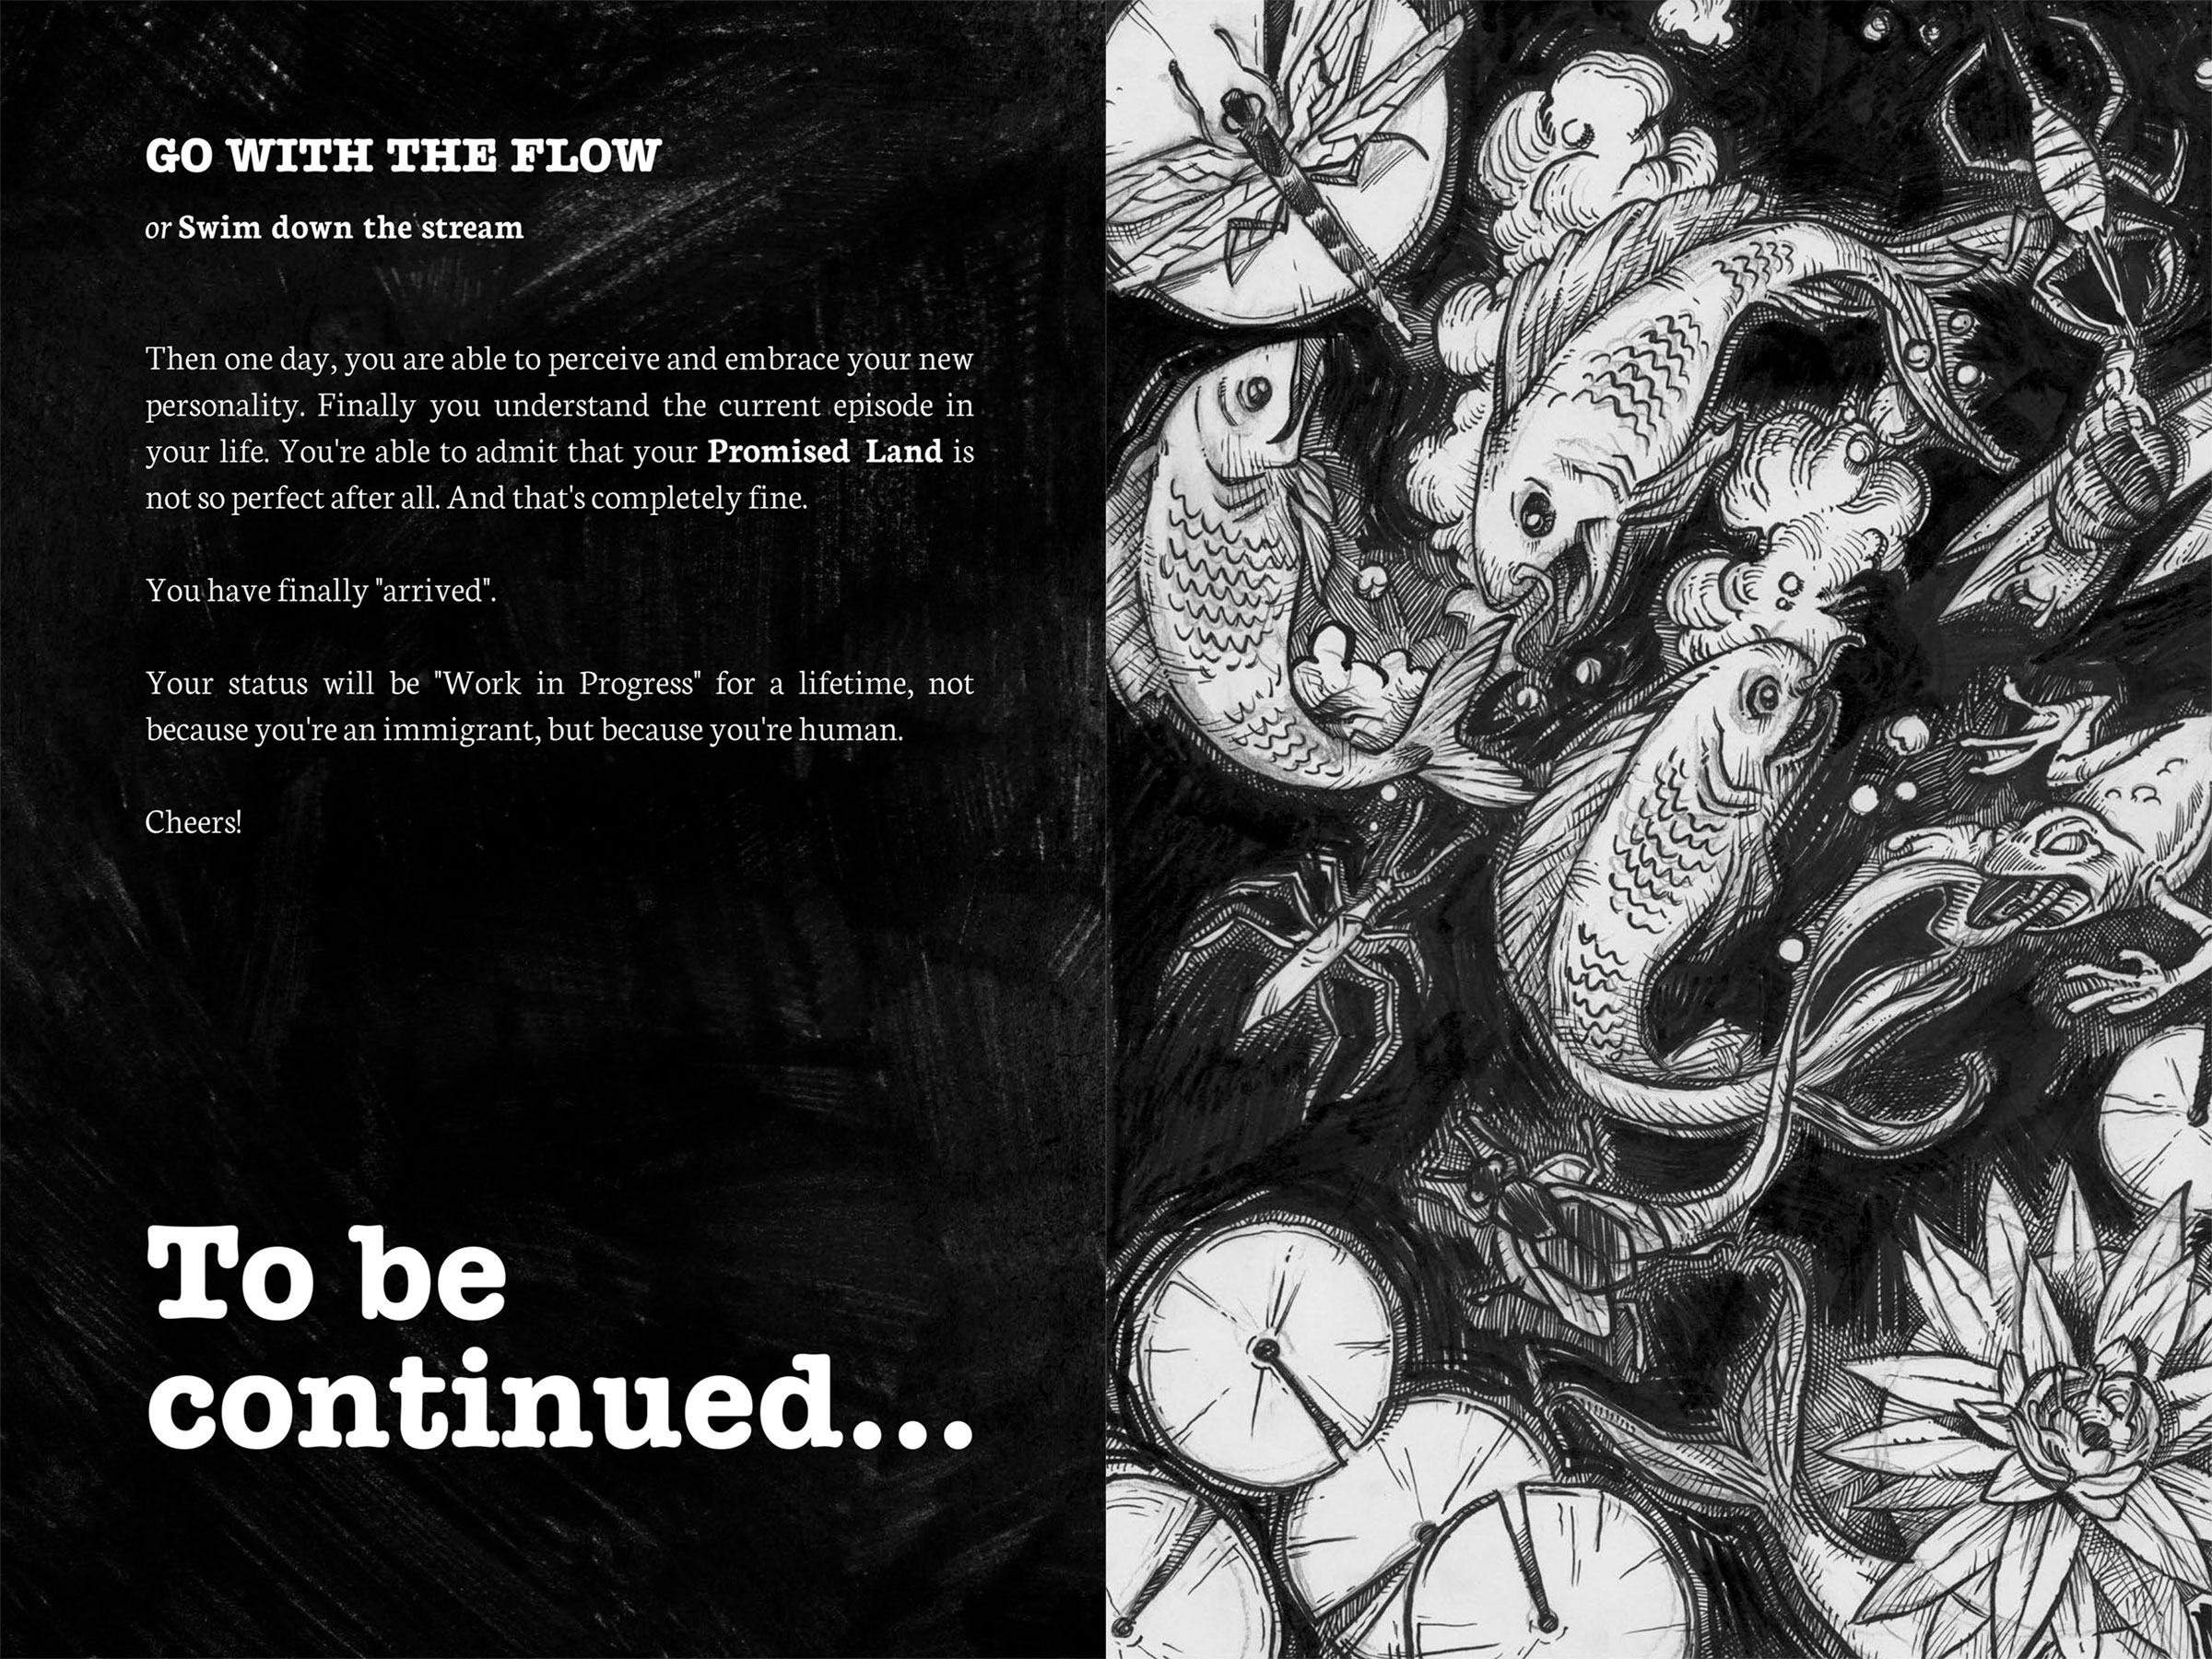 GO WITH THE FLOW
or Swim down the stream
Then one day, you are able to perceive and embrace your new
personality. Finally you understand the current episode in
your life. You're able to admit that your Promised Land is
not so perfect after all. And that's completely fine.
You have finally "arrived".
Your status will be "Work in Progress" for a lifetime, not
because you're an immigrant, but because you're human.
Cheers!
To be
continued...